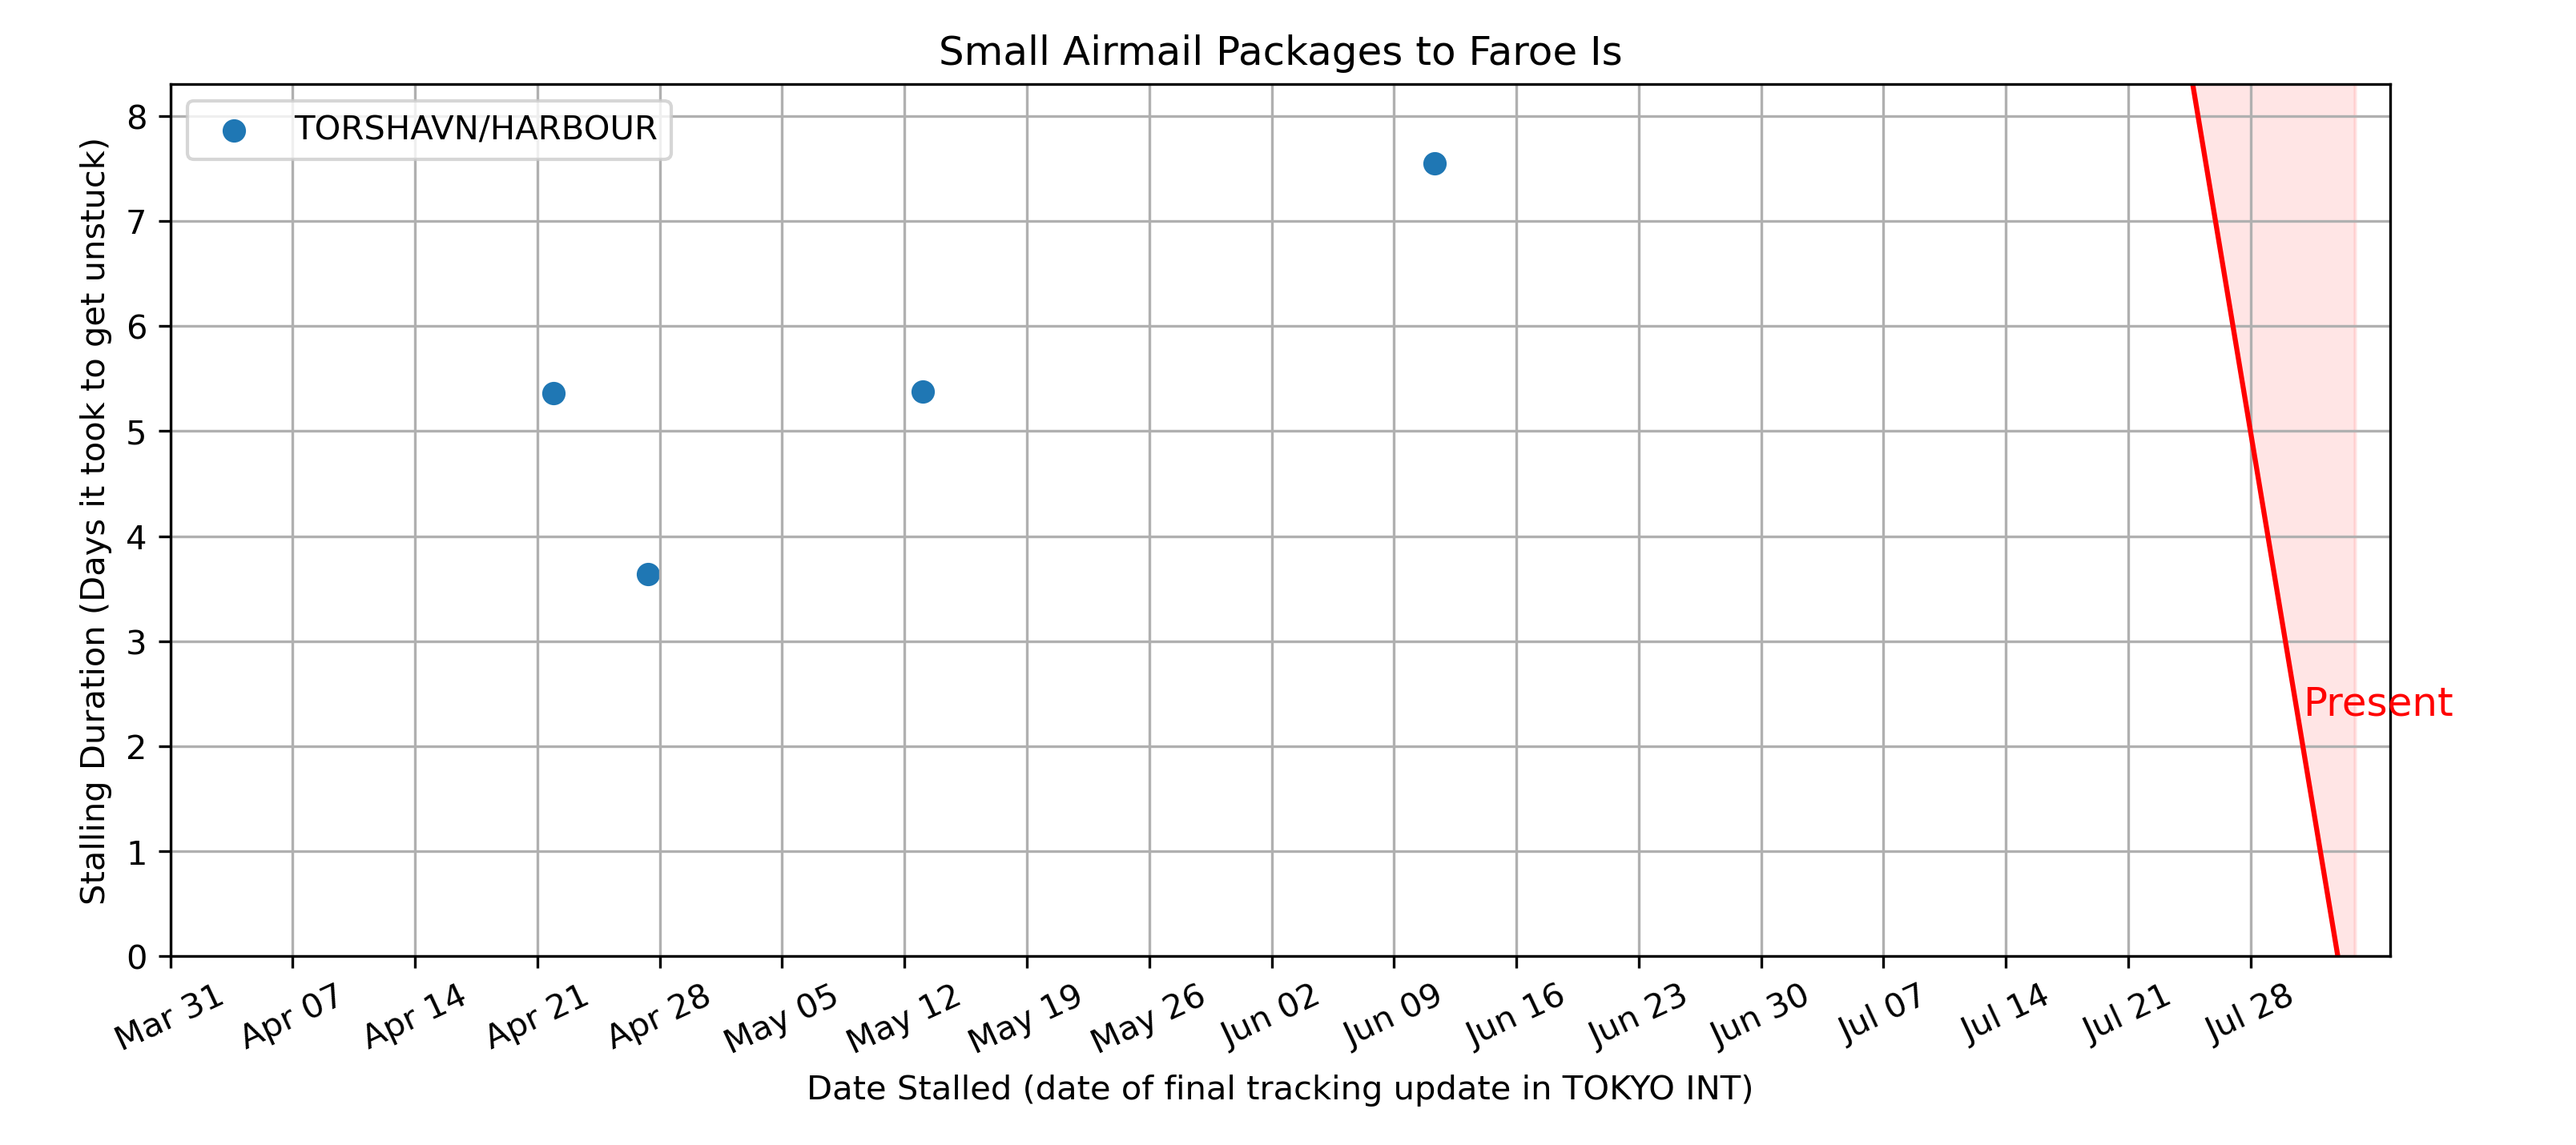 Small Airmail Packages to Faroe Is
TORSHAVN/HARBOUR
Stalling Duration (Days it took to get unstuck)
8
7
6
5
4
3
2
1
0
Present
Mar 31
Apr 07
Apr 14
Apr 21
Apr 28
May 05
May 12
May 19
May 26
Jun 02
Jun 09
Jun 16
Jun 23
Jun 30
Jul 07
Jul 14
Jul 21
Jul 28
Date Stalled (date of final tracking update in TOKYO INT)